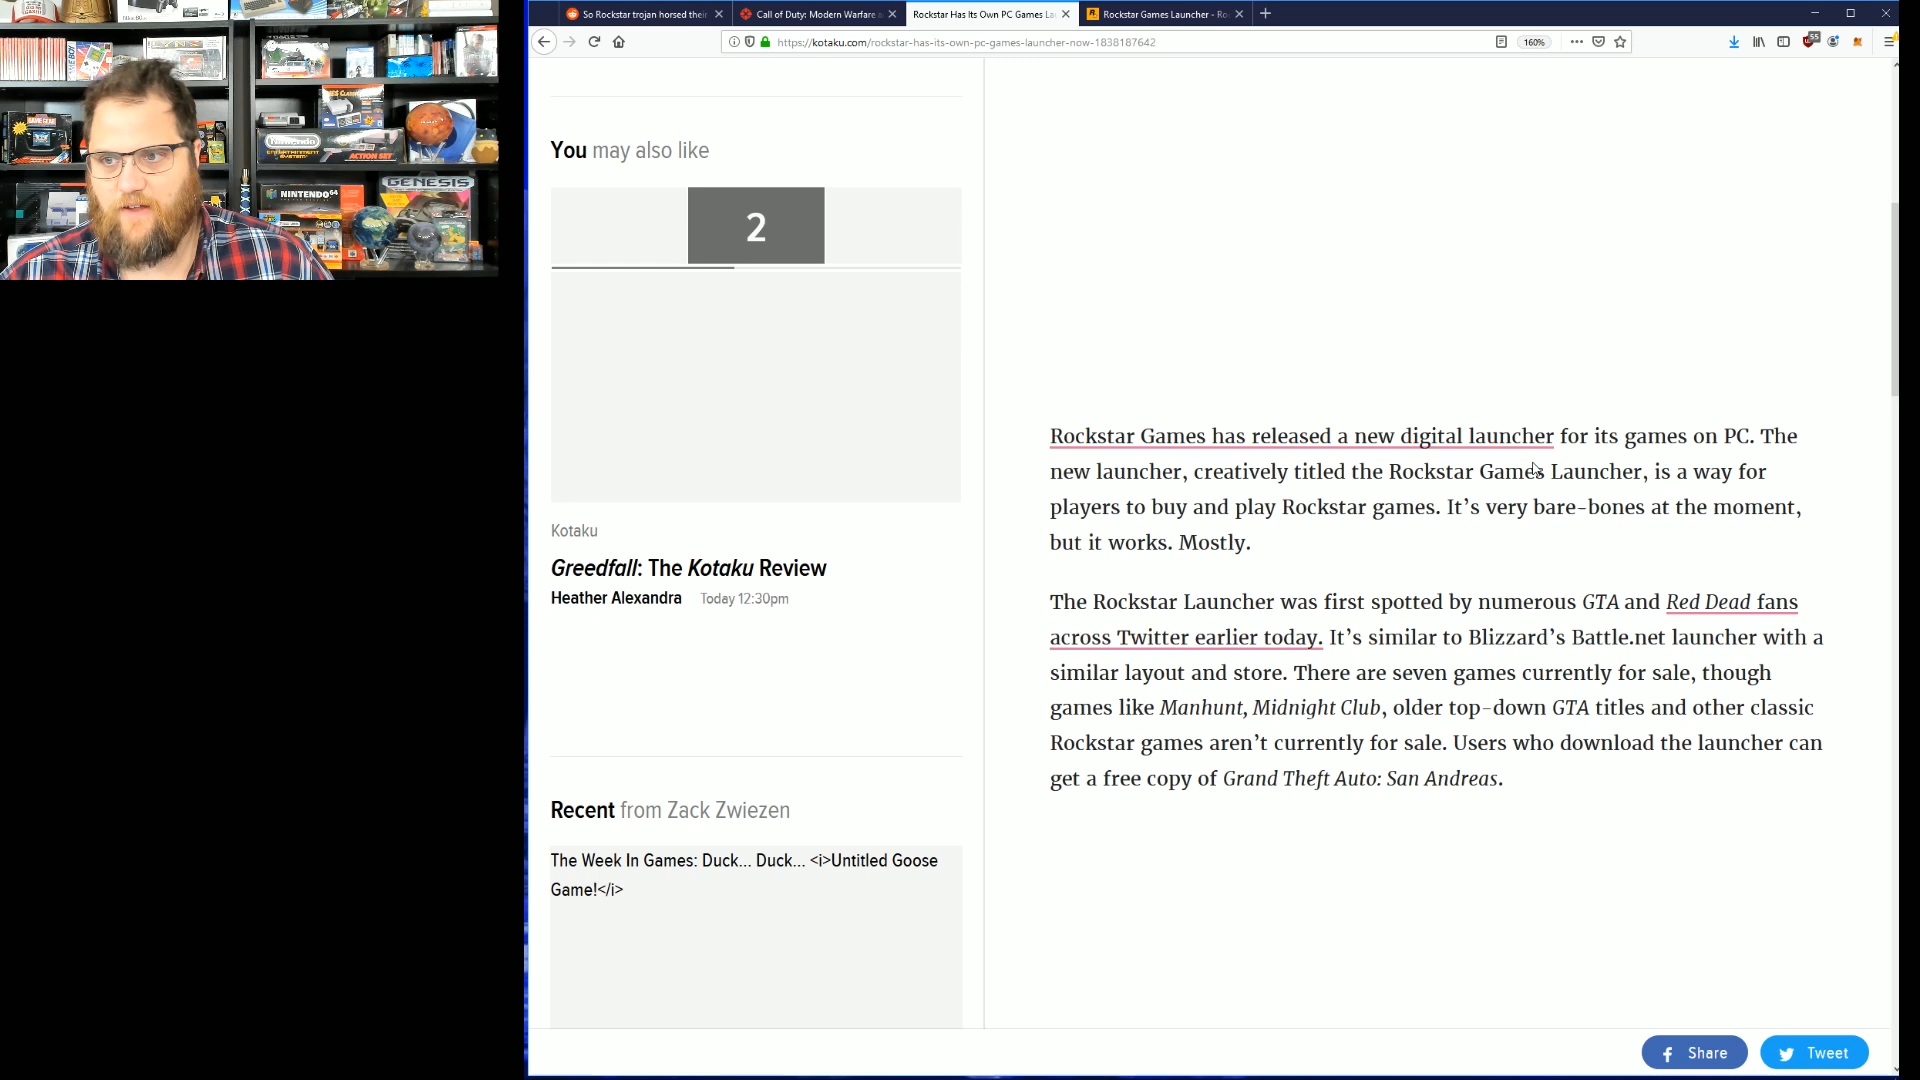 So Rockstar trojan horsed their
Call of Duty: Modern Warfare
Rockstar Has Its Own PC Games La
Rockstar Games Launcher - Ro
https://kotaku.com/rockstar-has-its-own-pc-games-launcher-now-1838187642
160%
55
GAME GEAR
Nintendo
ACTION SET
NINTENDO 64
GENESIS
You may also like
2
Kotaku
Greedfall: The Kotaku Review
Heather Alexandra Today 12:30pm
Recent from Zack Zwiezen
The Week In Games: Duck... Duck... <i>Untitled Goose
Game!</i>
Rockstar Games has released a new digital launcher for its games on PC. The
new launcher, creatively titled the Rockstar Games Launcher, is a way for
players to buy and play Rockstar games. It’s very bare-bones at the moment,
but it works. Mostly.
The Rockstar Launcher was first spotted by numerous GTA and Red Dead fans
across Twitter earlier today. It’s similar to Blizzard’s Battle.net launcher with a
similar layout and store. There are seven games currently for sale, though
games like Manhunt, Midnight Club, older top-down GTA titles and other classic
Rockstar games aren’t currently for sale. Users who download the launcher can
get a free copy of Grand Theft Auto: San Andreas.
Share
Tweet